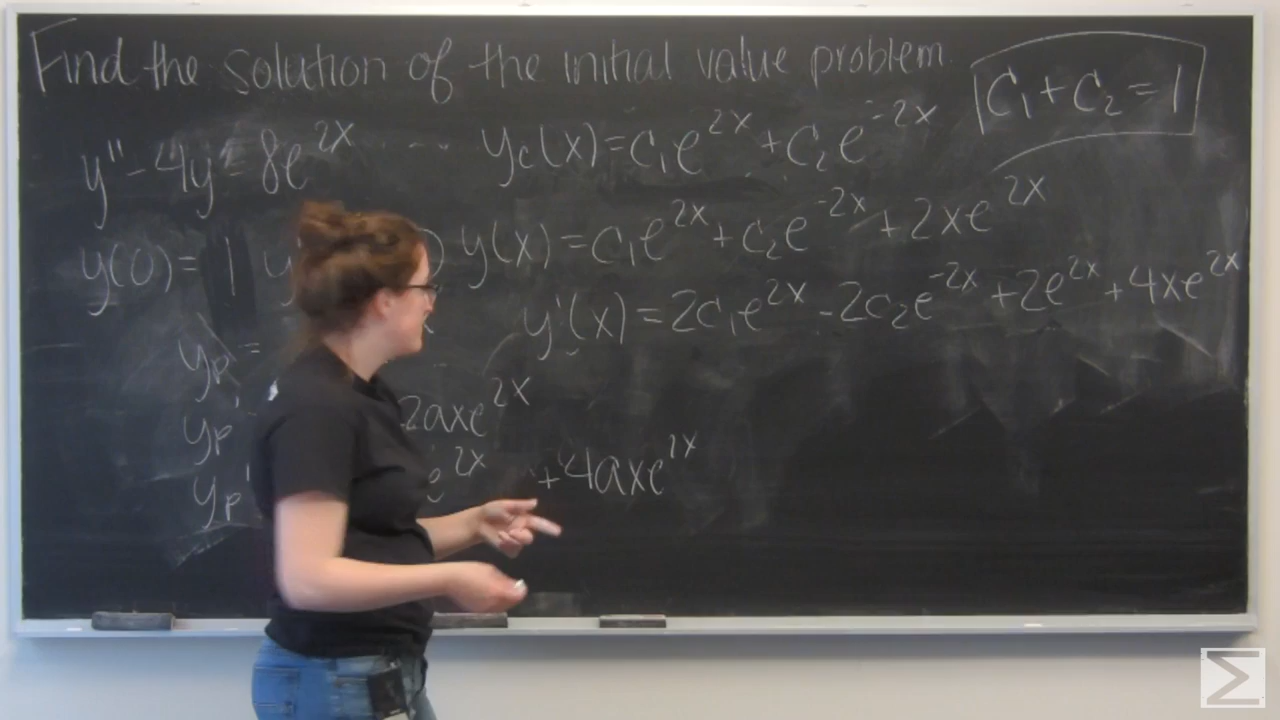 Find the solution of the initial value problem
C₁ + C₂ = 1
y'' - 4y = 8e^{2x}
y_c(x) = c₁e^{2x} + c₂e^{-2x}
y(0) = 1 y
y(x) = c₁e^{2x} + c₂e^{-2x} + 2xe^{2x}
y'(x) = 2c₁e^{2x} - 2c₂e^{-2x} + 2e^{2x} + 4xe^{2x}
y_p =
y_p' 2axe^{2x}
y_p' e^{2x} + 4axe^{2x}
Σ